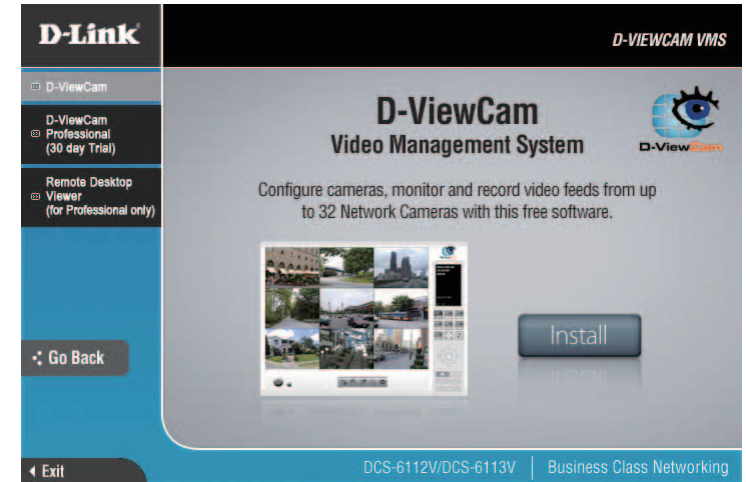 D-Link
D-VIEWCAM VMS
D-ViewCam
D-ViewCam
Professional
(30 day Trial)
Remote Desktop
Viewer
(for Professional only)
D-ViewCam
Video Management System
D-ViewCam
Configure cameras, monitor and record video feeds from up
to 32 Network Cameras with this free software.
Install
Go Back
Exit
DCS-6112V/DCS-6113V
Business Class Networking